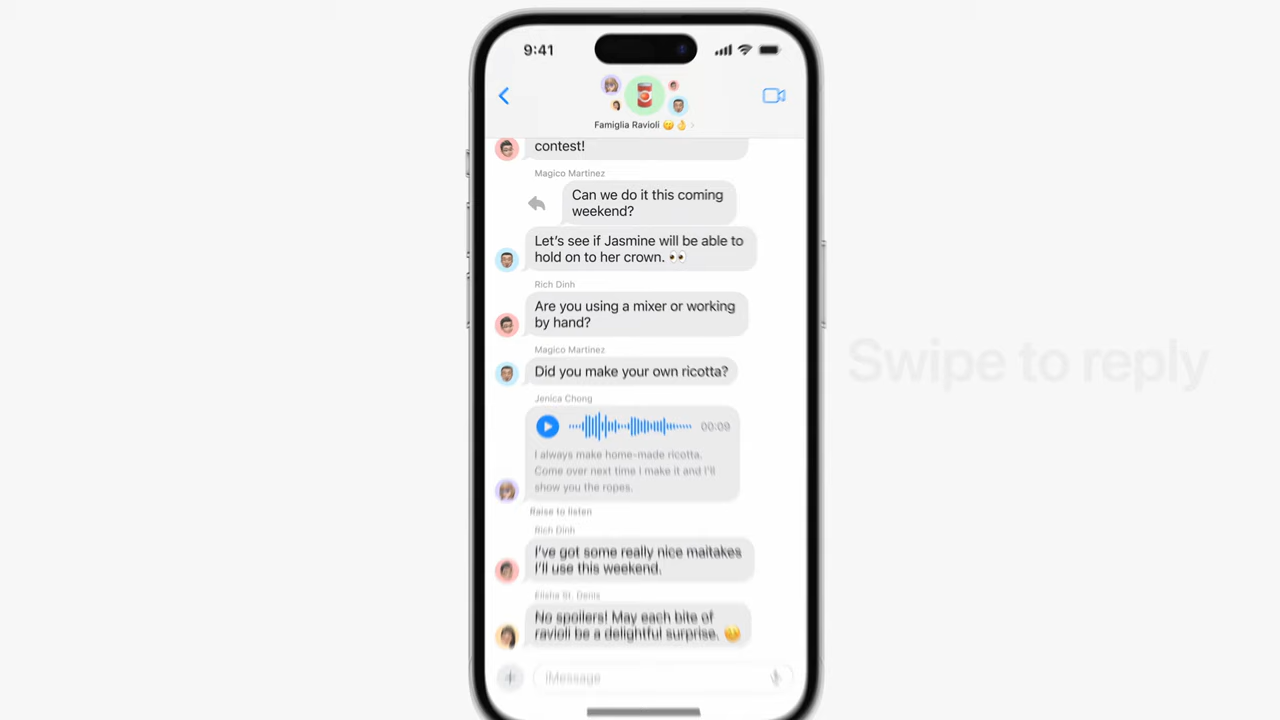 9:41
Famiglia Ravioli 😋 👌 >
contest!
Magico Martinez
Can we do it this coming
weekend?
Let's see if Jasmine will be able to
hold on to her crown. 👀
Rich Dinh
Are you using a mixer or working
by hand?
Magico Martinez
Did you make your own ricotta?
Jenica Chong
00:09
I always make home-made ricotta.
Come over next time I make it and I'll
show you the ropes.
Raise to listen
Rich Dinh
I've got some really nice maitakes
I'll use this weekend.
Elisha St. Denis
No spoilers! May each bite of
ravioli be a delightful surprise.
iMessage
Swipe to reply